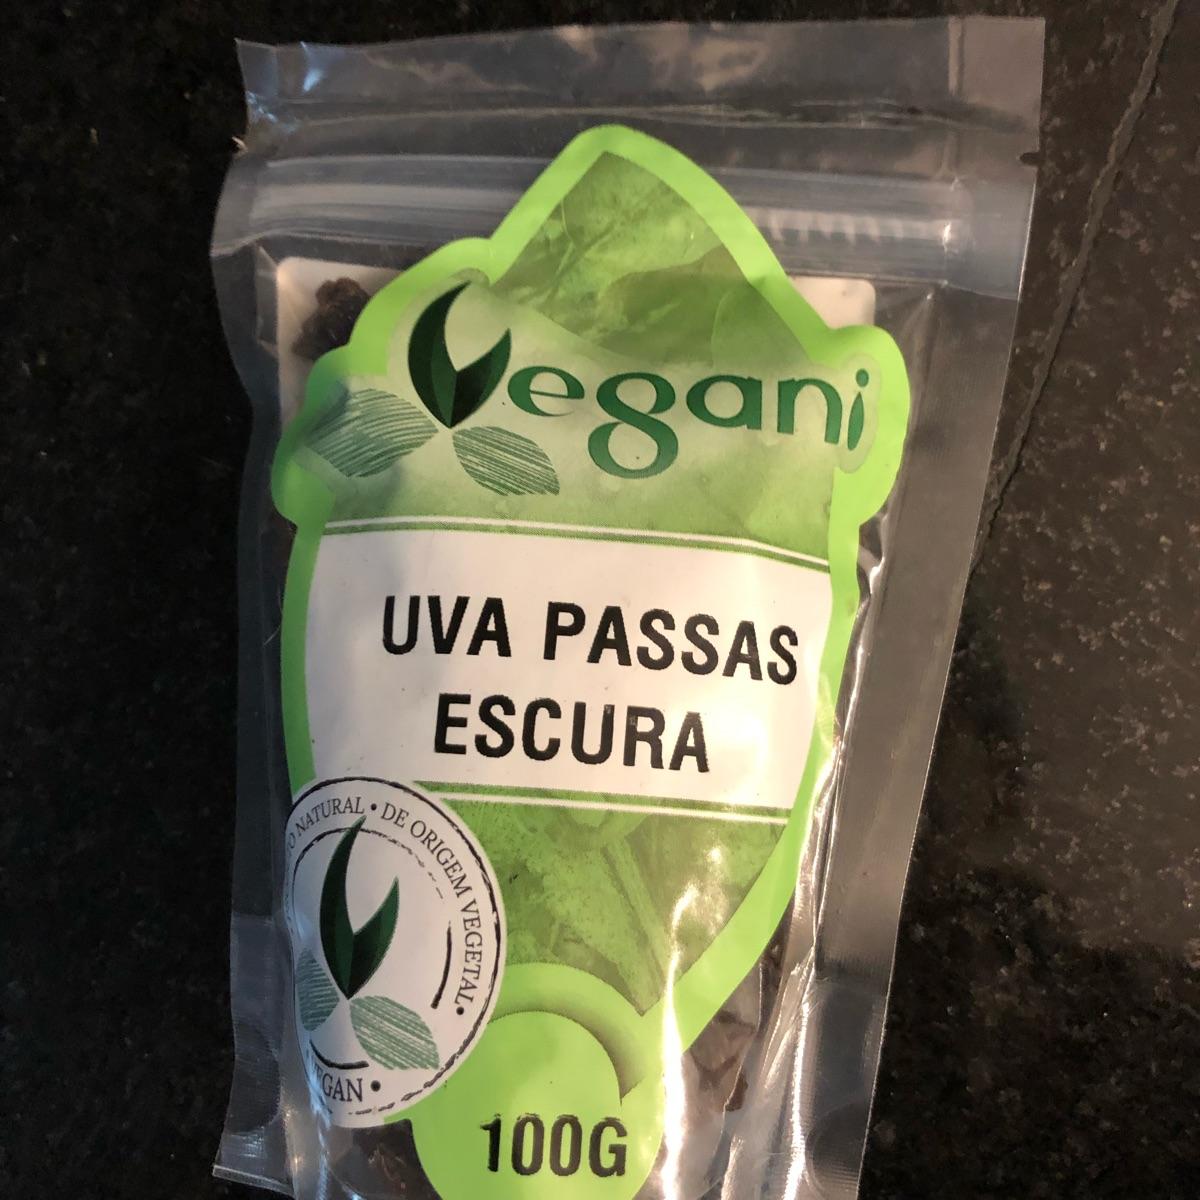 Vegani
UVA PASSAS
ESCURA
NATURAL • DE ORIGEM VEGETAL •
100G